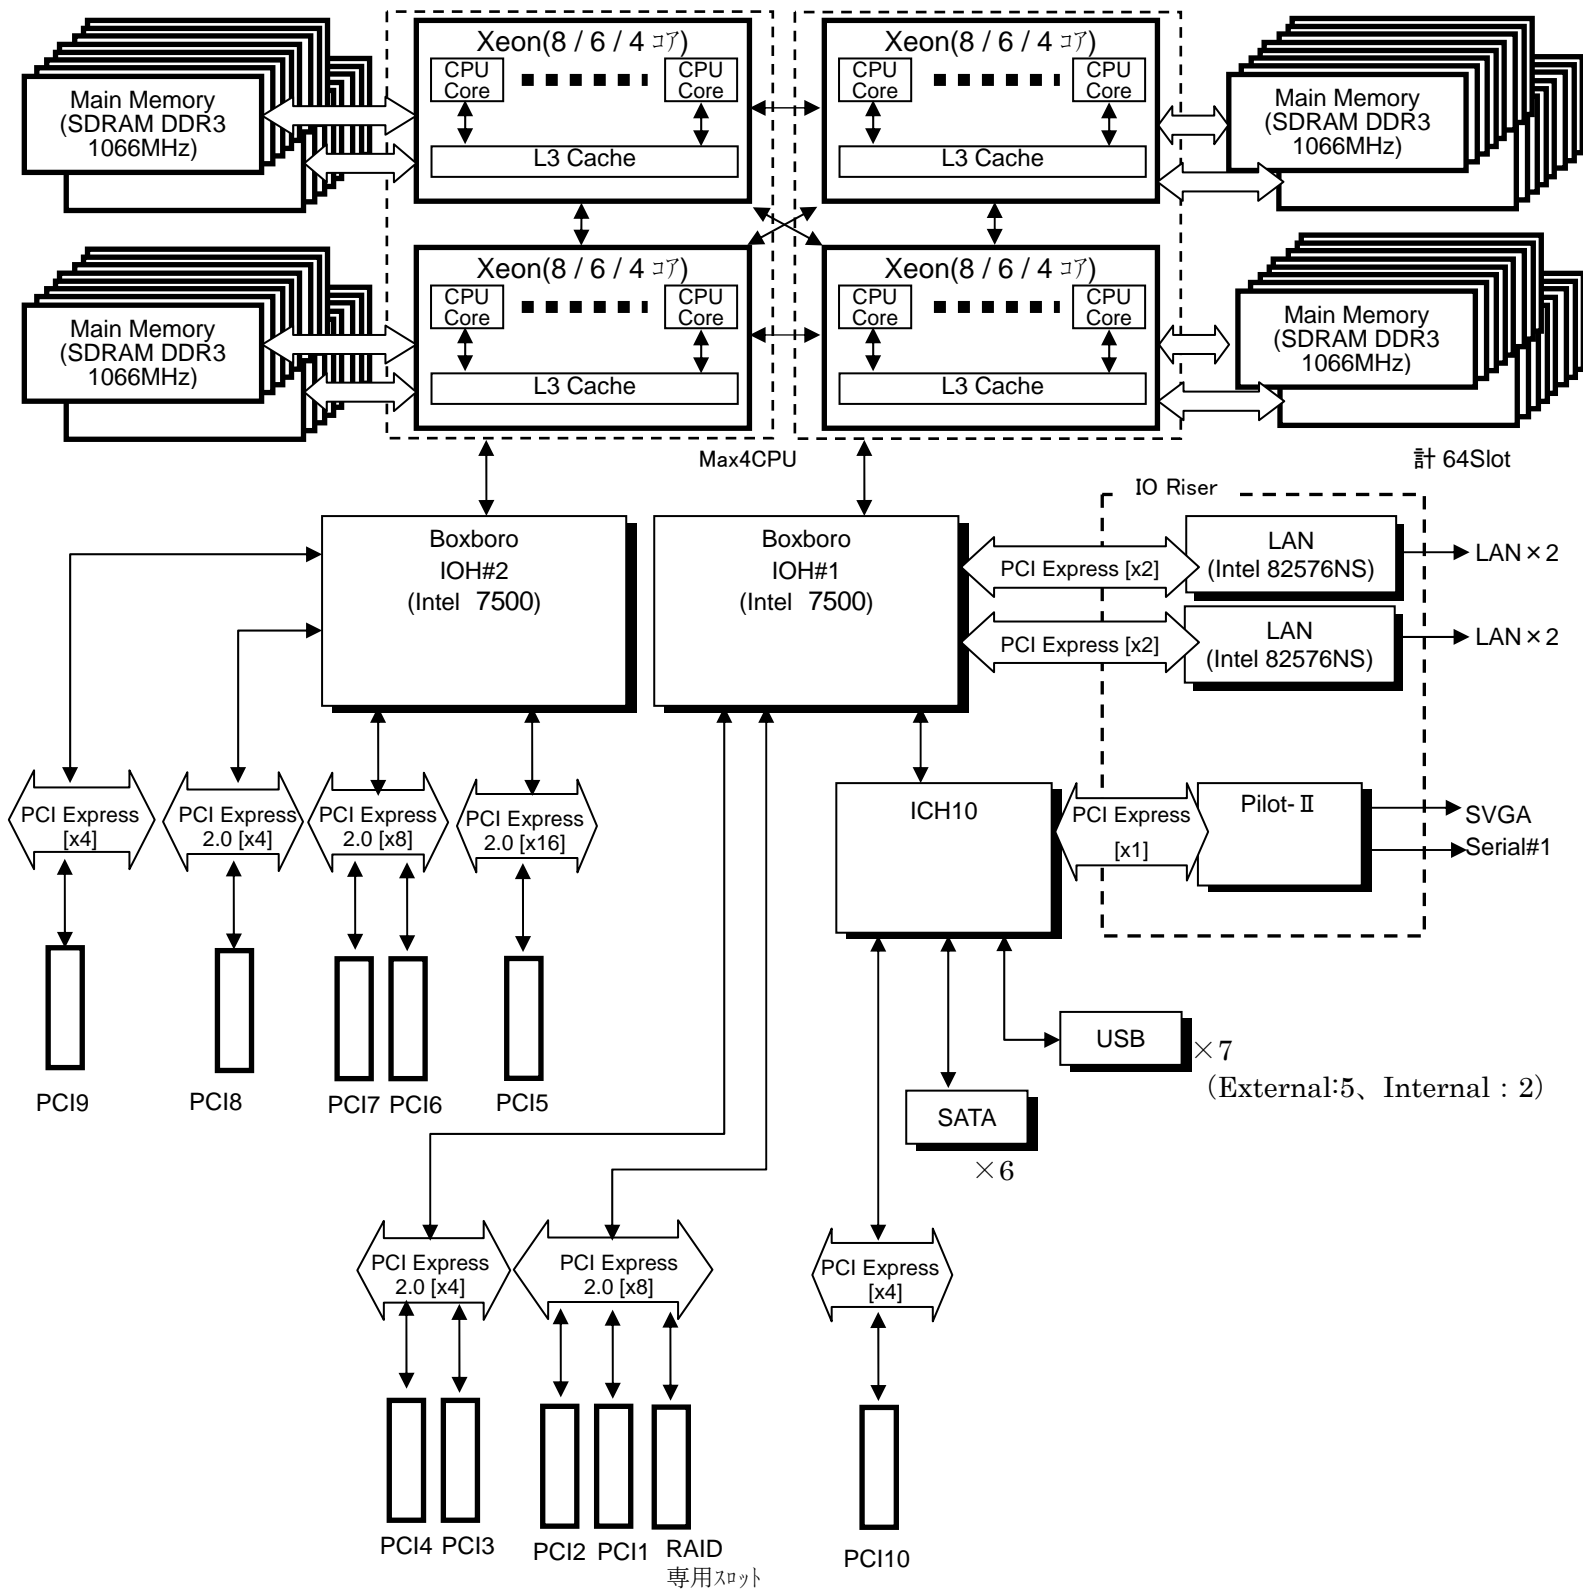 Xeon(8 / 6 / 4 コア)
CPU
Core
CPU
Core
L3 Cache
Xeon(8 / 6 / 4 コア)
CPU
Core
CPU
Core
L3 Cache
Main Memory
(SDRAM DDR3
1066MHz)
Main Memory
(SDRAM DDR3
1066MHz)
Xeon(8 / 6 / 4 コア)
CPU
Core
CPU
Core
L3 Cache
Xeon(8 / 6 / 4 コア)
CPU
Core
CPU
Core
L3 Cache
Main Memory
(SDRAM DDR3
1066MHz)
Main Memory
(SDRAM DDR3
1066MHz)
Max4CPU
計 64Slot
IO Riser
Boxboro
IOH#2
(Intel 7500)
Boxboro
IOH#1
(Intel 7500)
PCI Express [x2]
LAN
(Intel 82576NS)
LAN×2
PCI Express [x2]
LAN
(Intel 82576NS)
LAN×2
PCI Express
[x4]
PCI Express
2.0 [x4]
PCI Express
2.0 [x8]
PCI Express
2.0 [x16]
ICH10
PCI Express
[x1]
Pilot-Ⅱ
SVGA
Serial#1
PCI9
PCI8
PCI7
PCI6
PCI5
USB
×7
(External:5、Internal:2)
SATA
×6
PCI Express
2.0 [x4]
PCI Express
2.0 [x8]
PCI Express
[x4]
PCI4
PCI3
PCI2
PCI1
RAID
専用スロット
PCI10